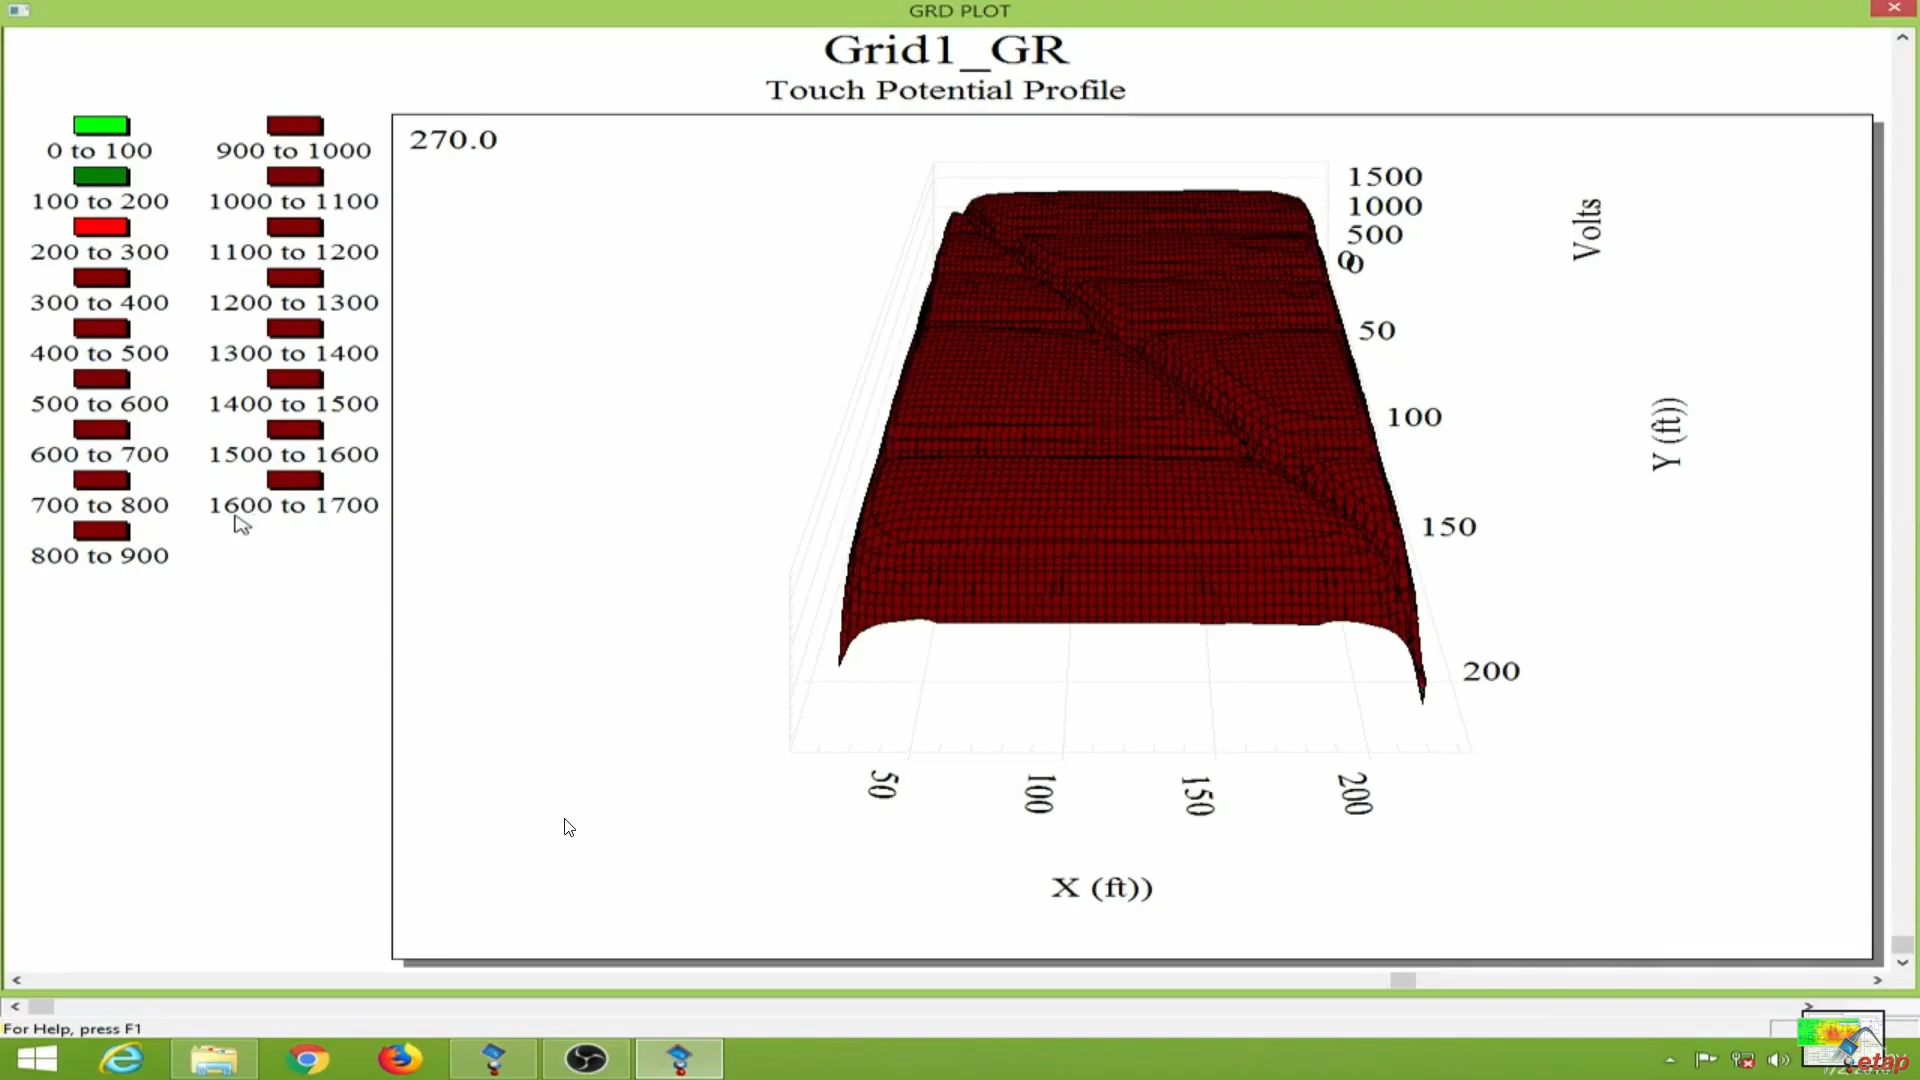 GRD PLOT
Grid1_GR
Touch Potential Profile
0 to 100
100 to 200
200 to 300
300 to 400
400 to 500
500 to 600
600 to 700
700 to 800
800 to 900
900 to 1000
1000 to 1100
1100 to 1200
1200 to 1300
1300 to 1400
1400 to 1500
1500 to 1600
1600 to 1700
270.0
1500
1000
500
0
0
Volts
50
100
150
200
Y (ft))
50
100
150
200
X (ft))
For Help, press F1
etap